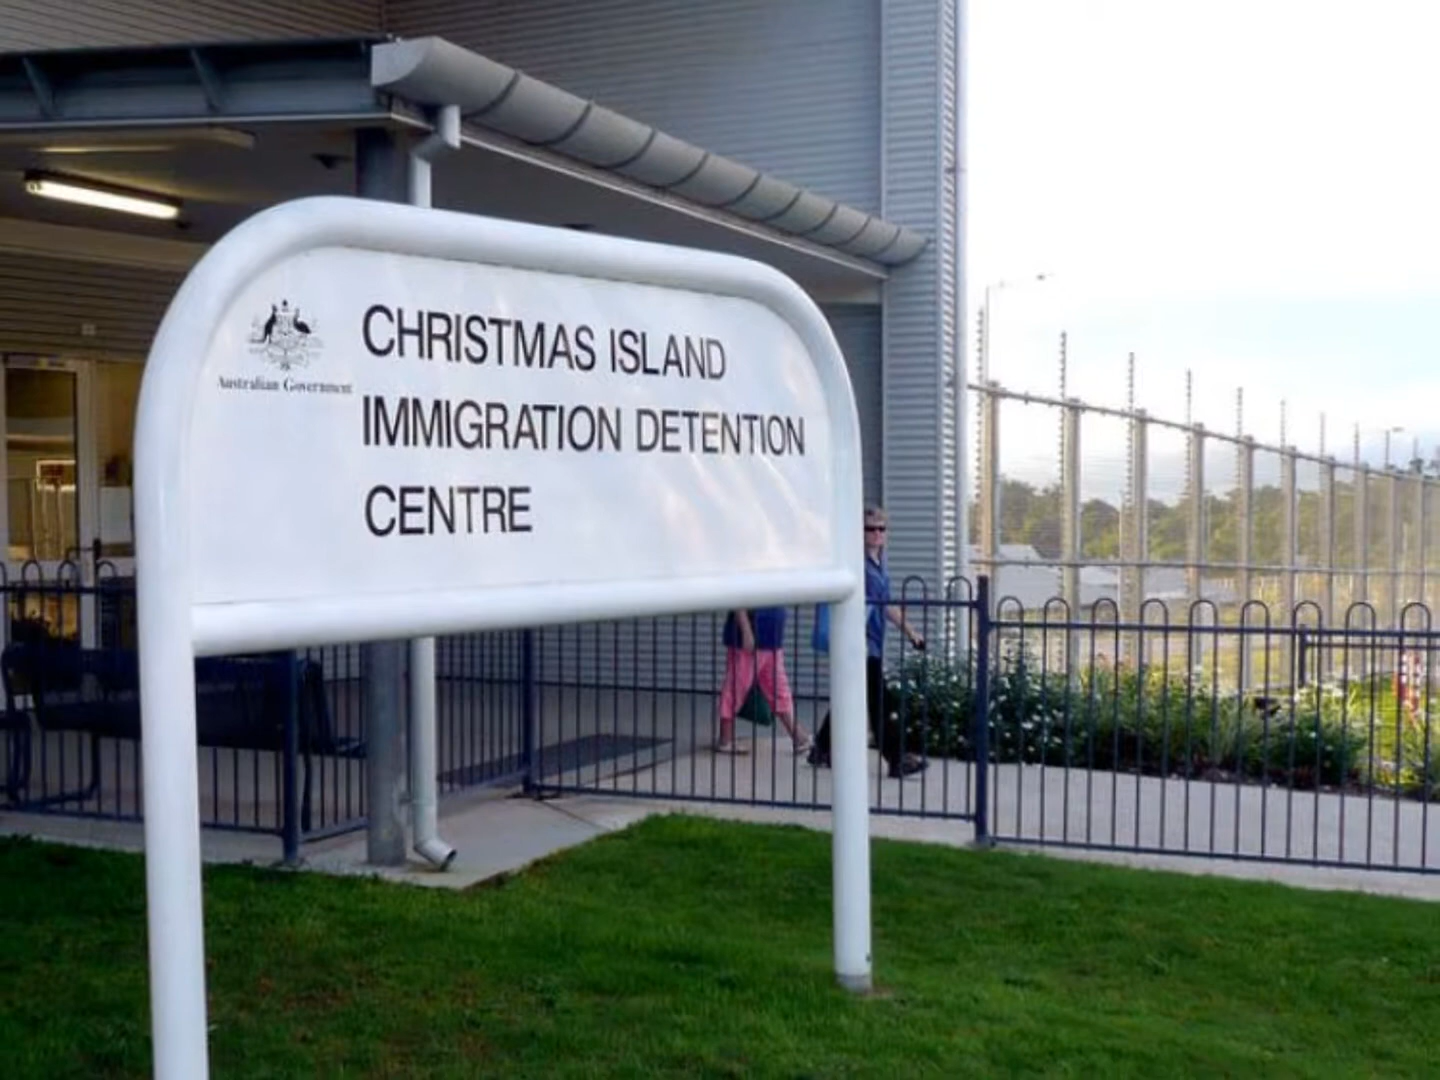 Australian Government
CHRISTMAS ISLAND
IMMIGRATION DETENTION
CENTRE